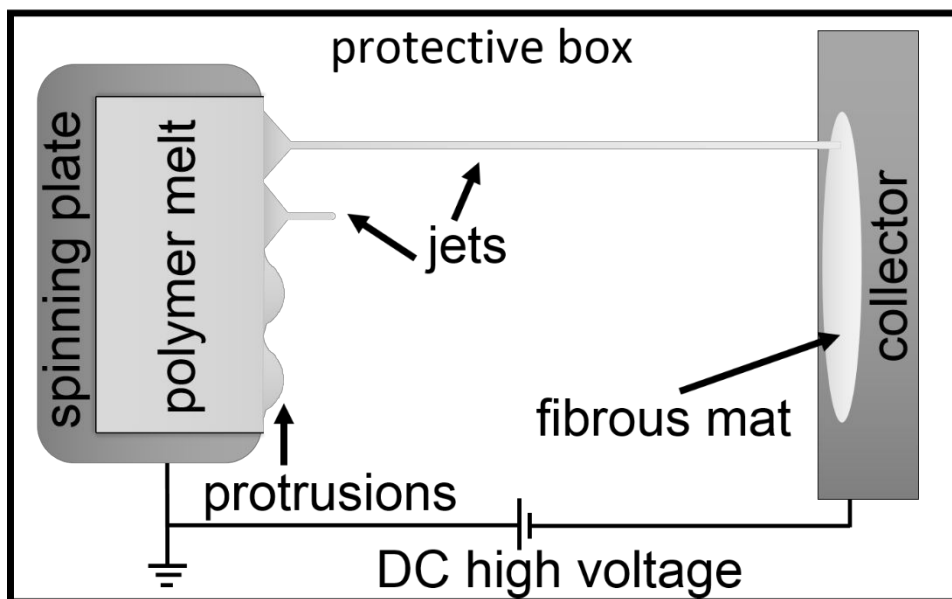 protective box
spinning plate
polymer melt
jets
collector
fibrous mat
protrusions
DC high voltage